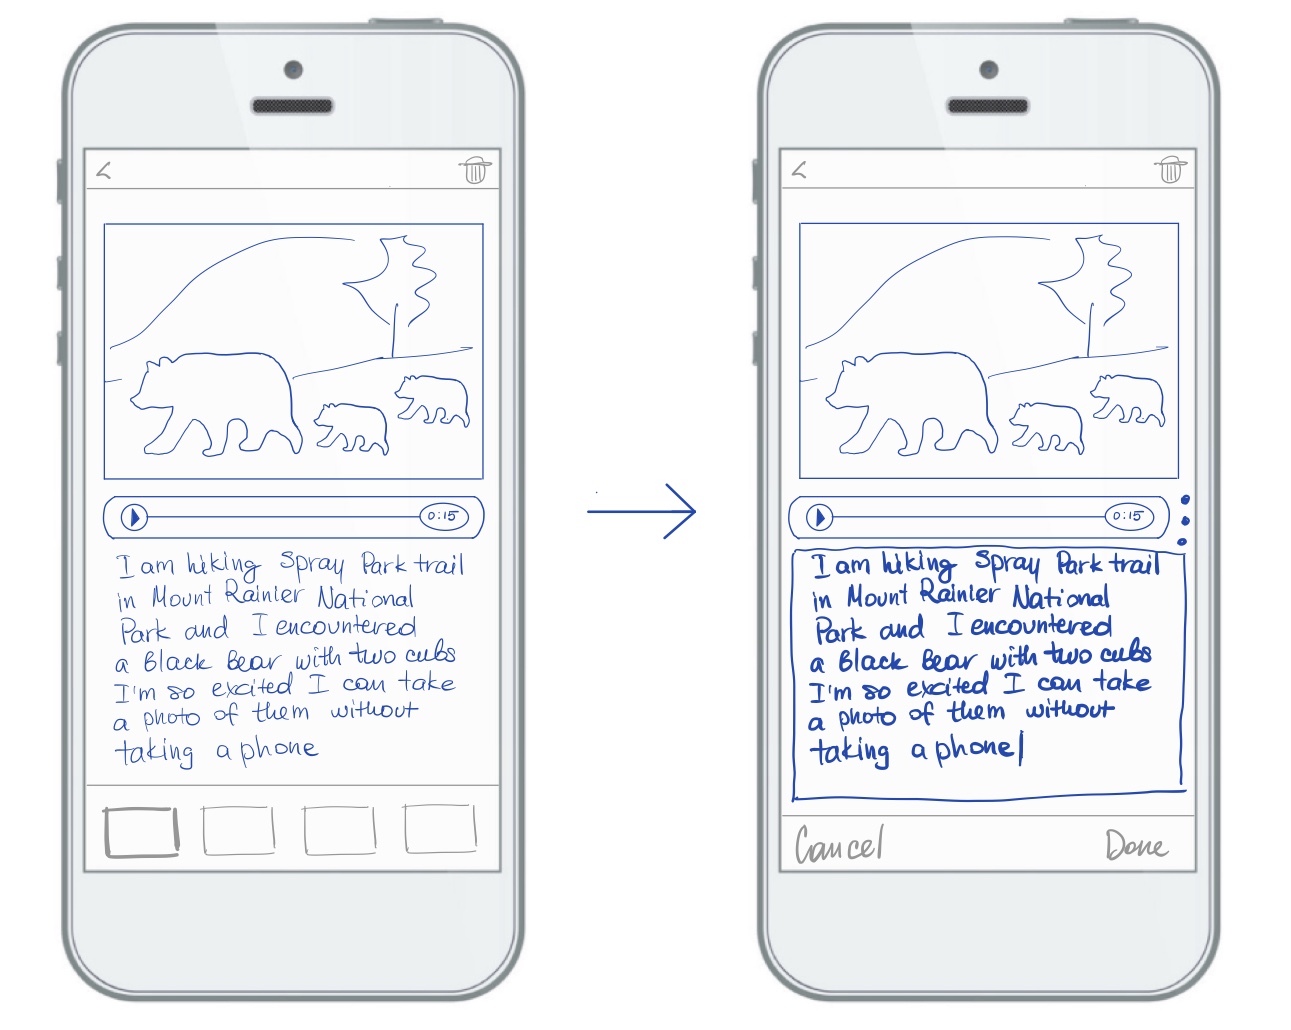 0:15
I am hiking Spray Park trail
in Mount Rainier National
Park and I encountered
a Black Bear with two cubs
I'm so excited I can take
a photo of them without
taking a phone
0:15
I am hiking Spray Park trail
in Mount Rainier National
Park and I encountered
a Black Bear with two cubs
I'm so excited I can take
a photo of them without
taking a phone
Cancel
Done